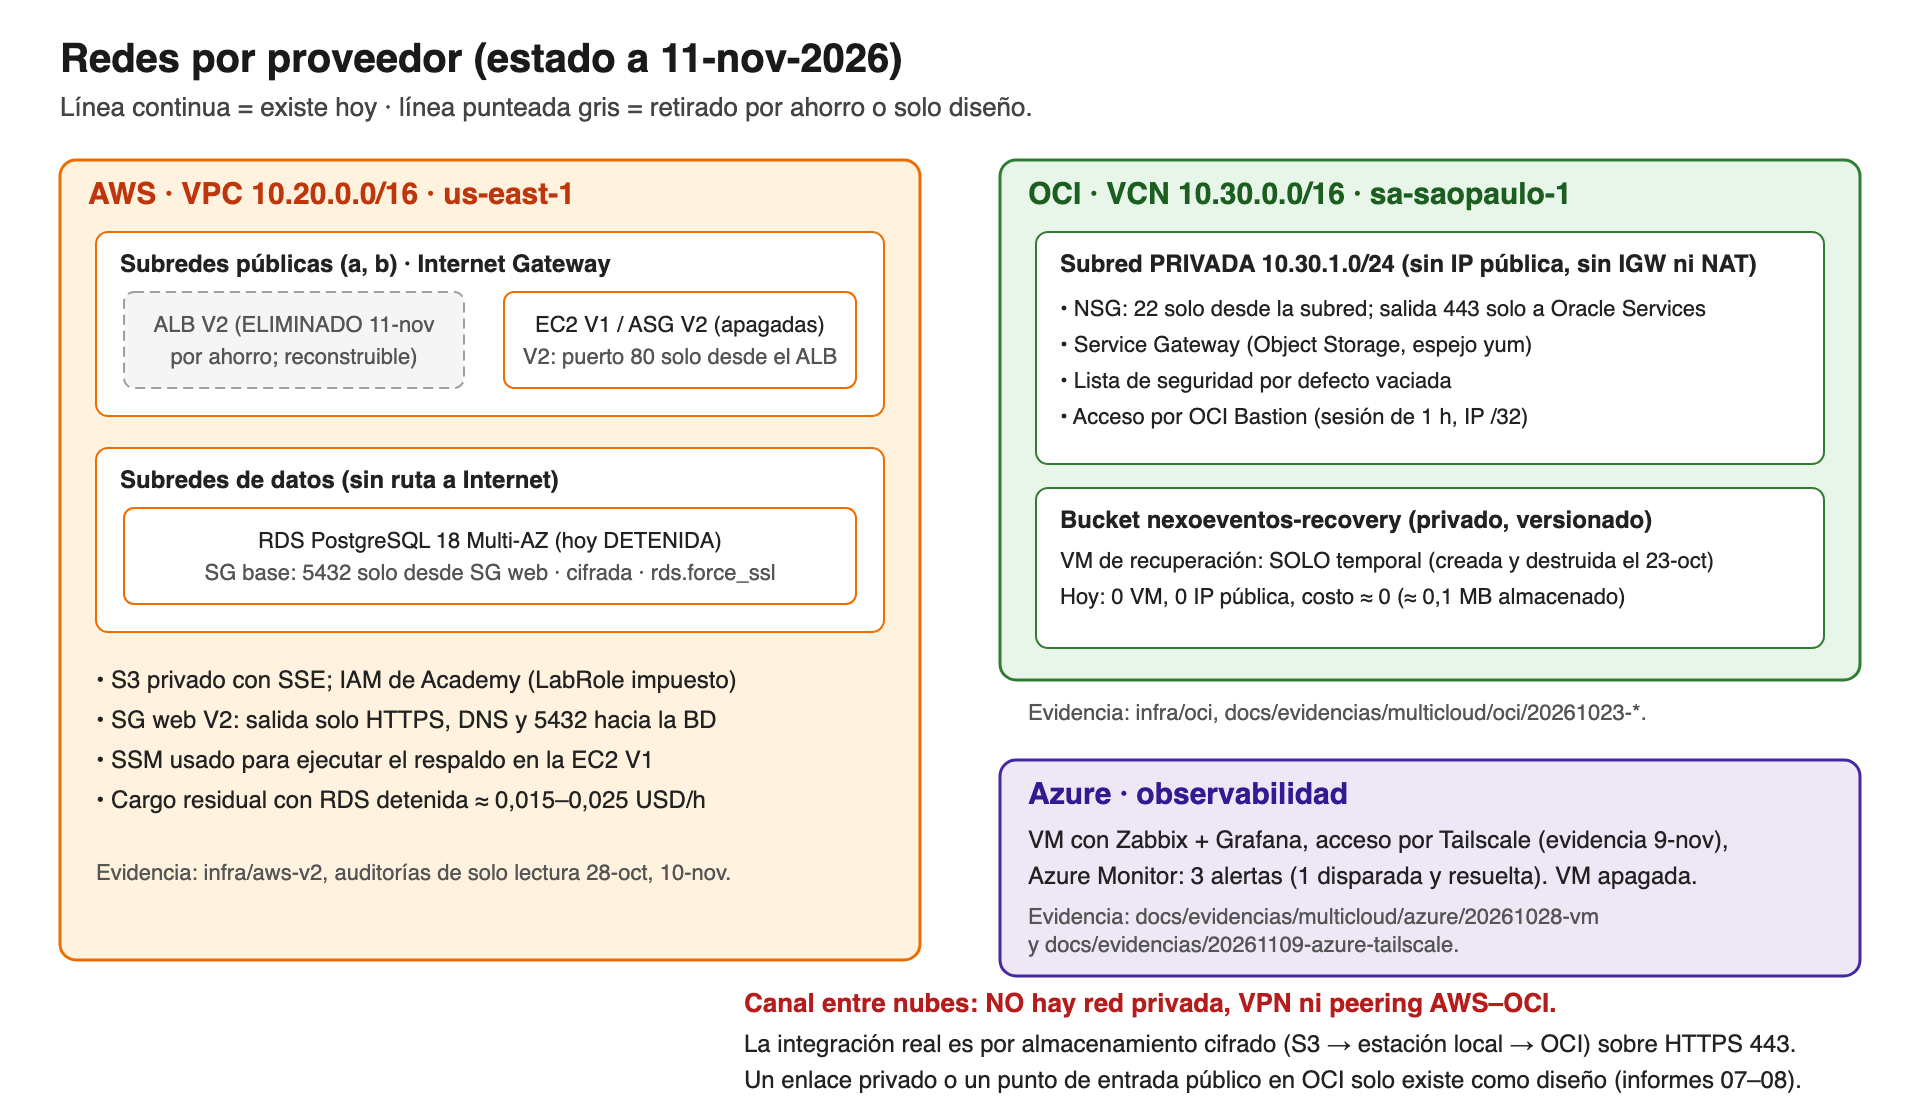 Redes por proveedor (estado a 11-nov-2026)
Línea continua = existe hoy · línea punteada gris = retirado por ahorro o solo diseño.
AWS · VPC 10.20.0.0/16 · us-east-1
Subredes públicas (a, b) · Internet Gateway
ALB V2 (ELIMINADO 11-nov
por ahorro; reconstruible)
EC2 V1 / ASG V2 (apagadas)
V2: puerto 80 solo desde el ALB
Subredes de datos (sin ruta a Internet)
RDS PostgreSQL 18 Multi-AZ (hoy DETENIDA)
SG base: 5432 solo desde SG web · cifrada · rds.force_ssl
• S3 privado con SSE; IAM de Academy (LabRole impuesto)
• SG web V2: salida solo HTTPS, DNS y 5432 hacia la BD
• SSM usado para ejecutar el respaldo en la EC2 V1
• Cargo residual con RDS detenida ≈ 0,015–0,025 USD/h
Evidencia: infra/aws-v2, auditorías de solo lectura 28-oct, 10-nov.
OCI · VCN 10.30.0.0/16 · sa-saopaulo-1
Subred PRIVADA 10.30.1.0/24 (sin IP pública, sin IGW ni NAT)
• NSG: 22 solo desde la subred; salida 443 solo a Oracle Services
• Service Gateway (Object Storage, espejo yum)
• Lista de seguridad por defecto vaciada
• Acceso por OCI Bastion (sesión de 1 h, IP /32)
Bucket nexoeventos-recovery (privado, versionado)
VM de recuperación: SOLO temporal (creada y destruida el 23-oct)
Hoy: 0 VM, 0 IP pública, costo ≈ 0 (≈ 0,1 MB almacenado)
Evidencia: infra/oci, docs/evidencias/multicloud/oci/20261023-*.
Azure · observabilidad
VM con Zabbix + Grafana, acceso por Tailscale (evidencia 9-nov),
Azure Monitor: 3 alertas (1 disparada y resuelta). VM apagada.
Evidencia: docs/evidencias/multicloud/azure/20261028-vm
y docs/evidencias/20261109-azure-tailscale.
Canal entre nubes: NO hay red privada, VPN ni peering AWS–OCI.
La integración real es por almacenamiento cifrado (S3 → estación local → OCI) sobre HTTPS 443.
Un enlace privado o un punto de entrada público en OCI solo existe como diseño (informes 07–08).